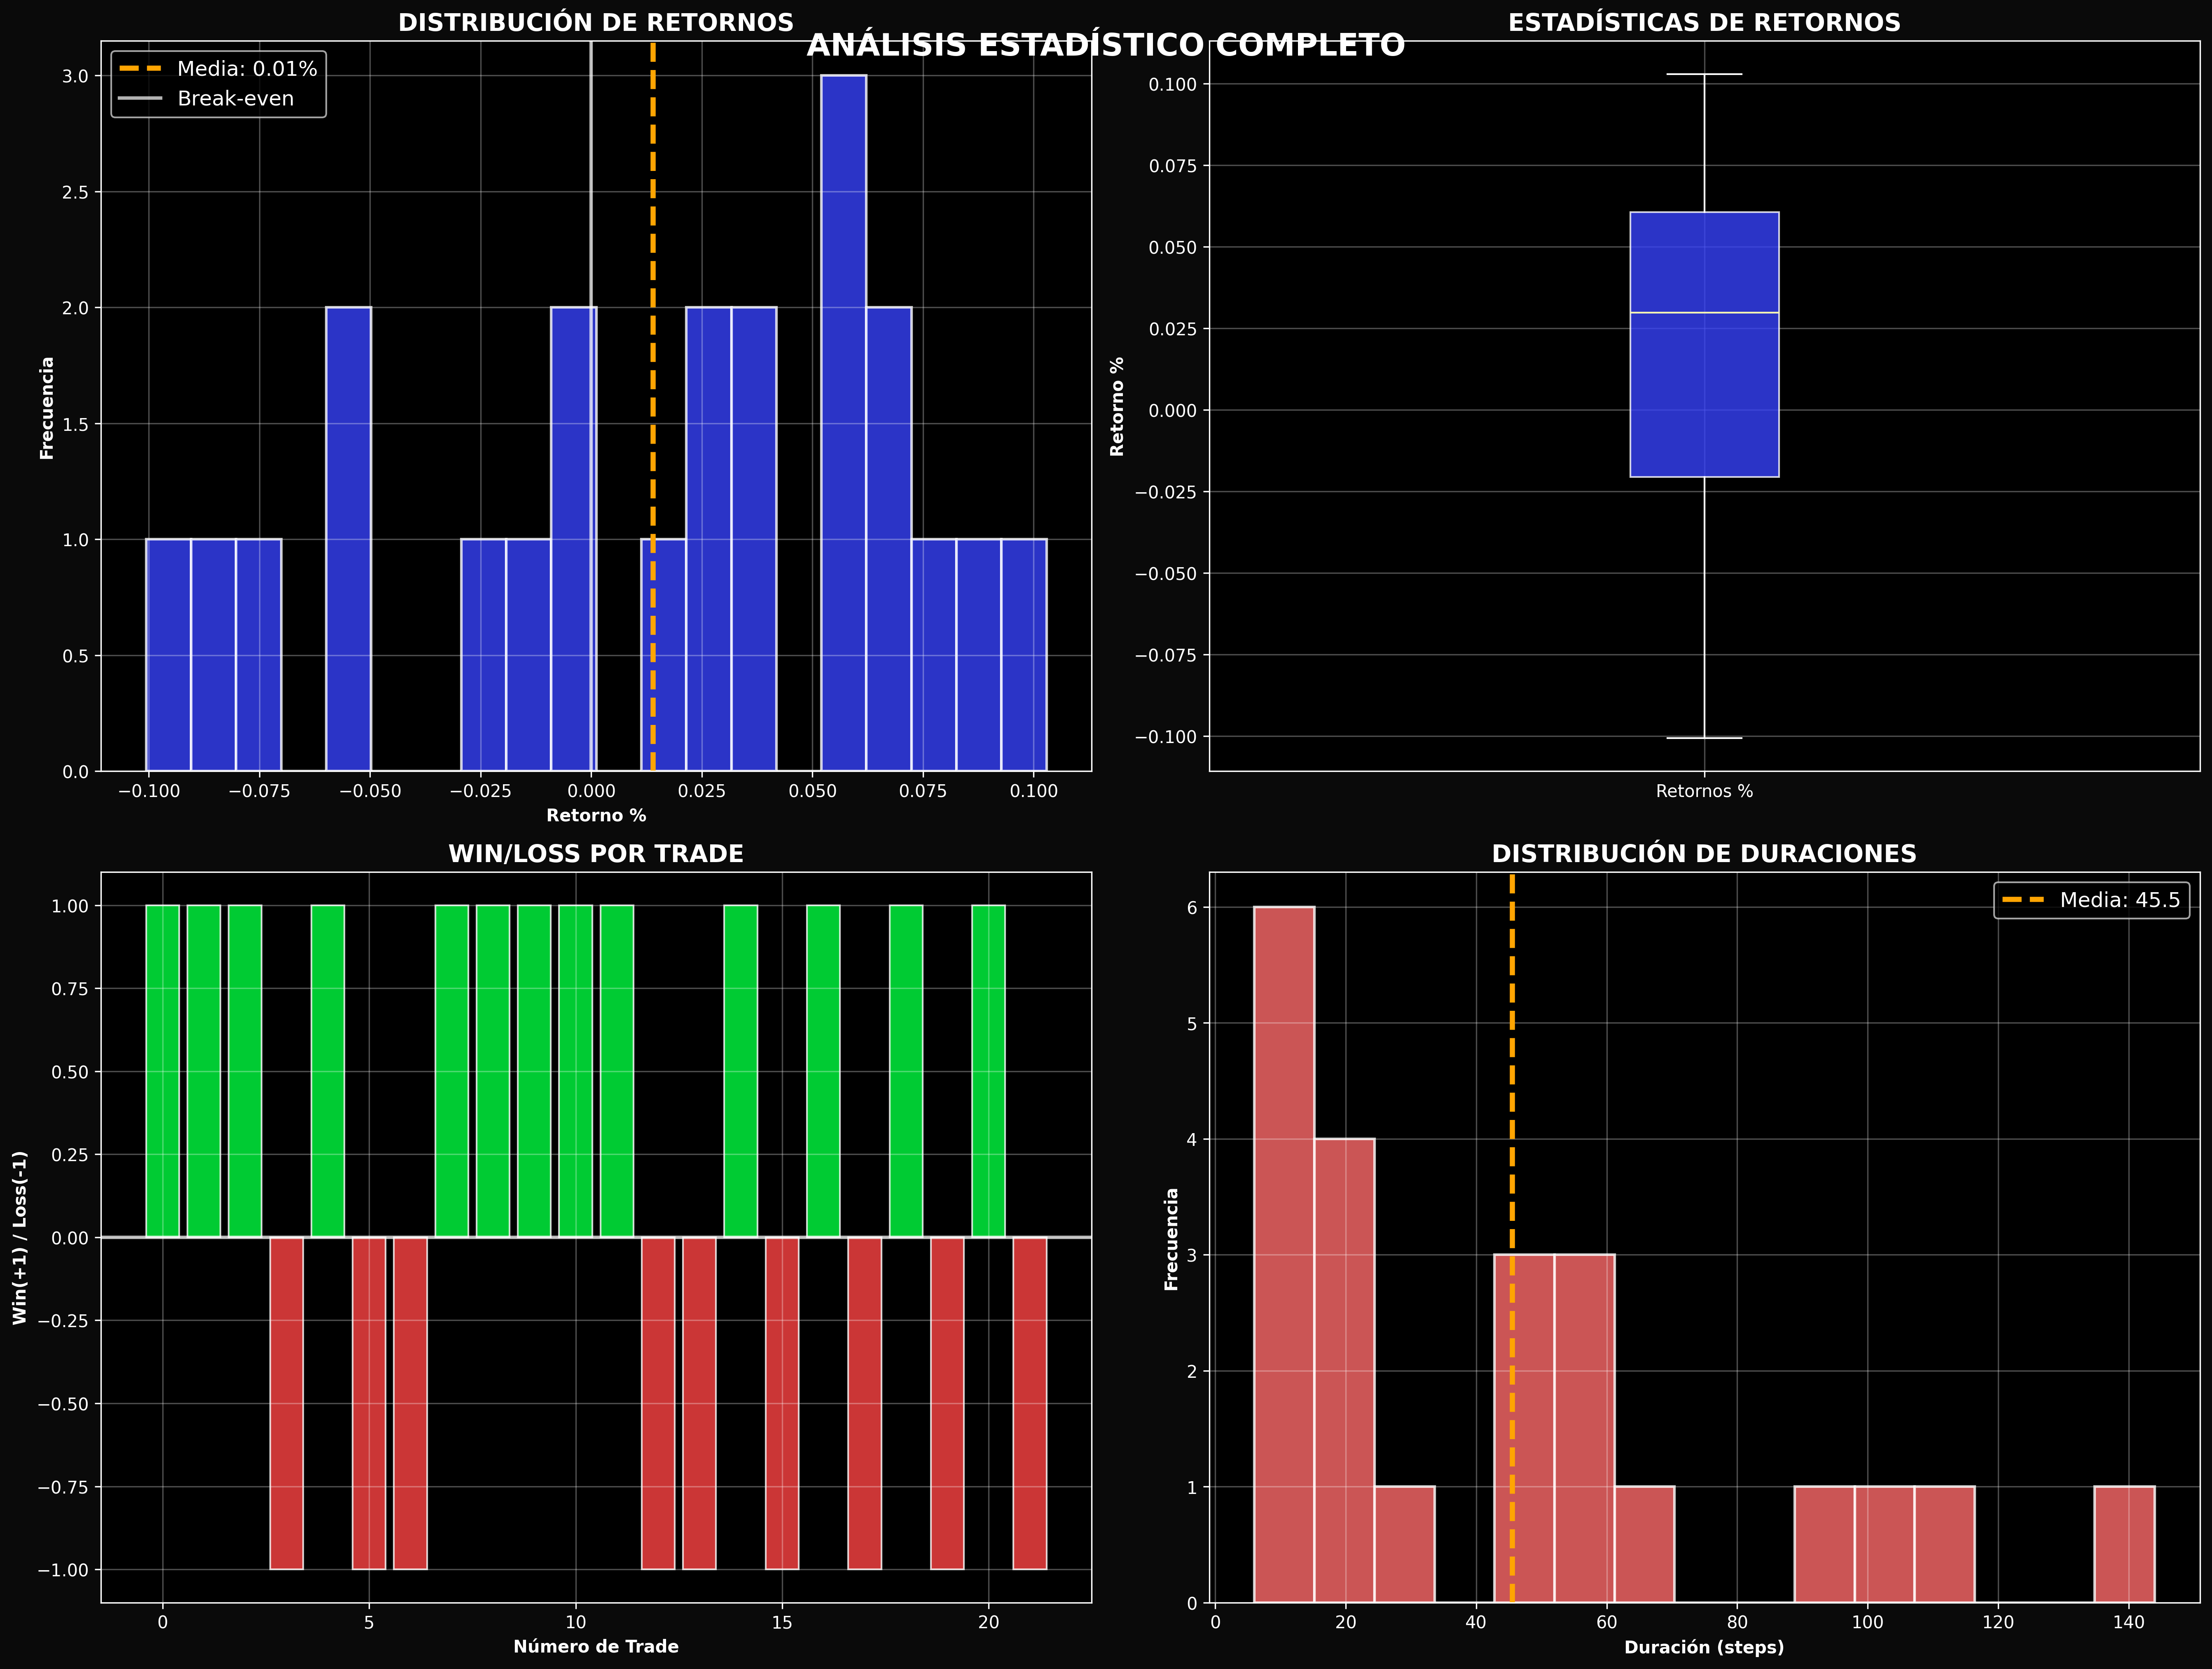 ANÁLISIS ESTADÍSTICO COMPLETO
DISTRIBUCIÓN DE RETORNOS
Media: 0.01%
Break-even
Frecuencia
3.0
2.5
2.0
1.5
1.0
0.5
0.0
−0.100 −0.075 −0.050 −0.025 0.000 0.025 0.050 0.075 0.100
Retorno %
ESTADÍSTICAS DE RETORNOS
Retorno %
0.100
0.075
0.050
0.025
0.000
−0.025
−0.050
−0.075
−0.100
Retornos %
WIN/LOSS POR TRADE
Win(+1) / Loss(-1)
1.00
0.75
0.50
0.25
0.00
−0.25
−0.50
−0.75
−1.00
0 5 10 15 20
Número de Trade
DISTRIBUCIÓN DE DURACIONES
Media: 45.5
Frecuencia
6
5
4
3
2
1
0
0 20 40 60 80 100 120 140
Duración (steps)